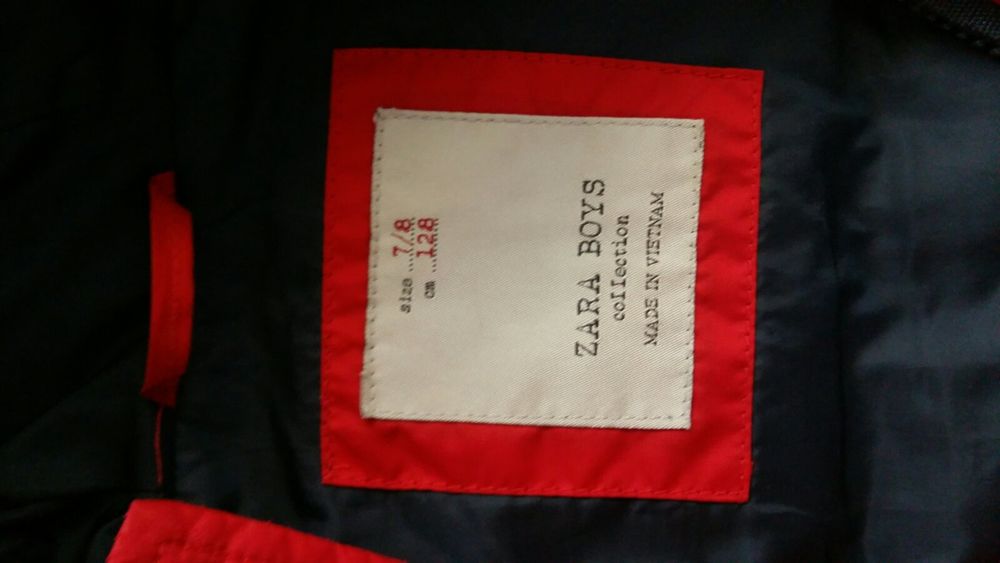 size ....7/8
cm ...128
ZARA BOYS
collection
MADE IN VIETNAM